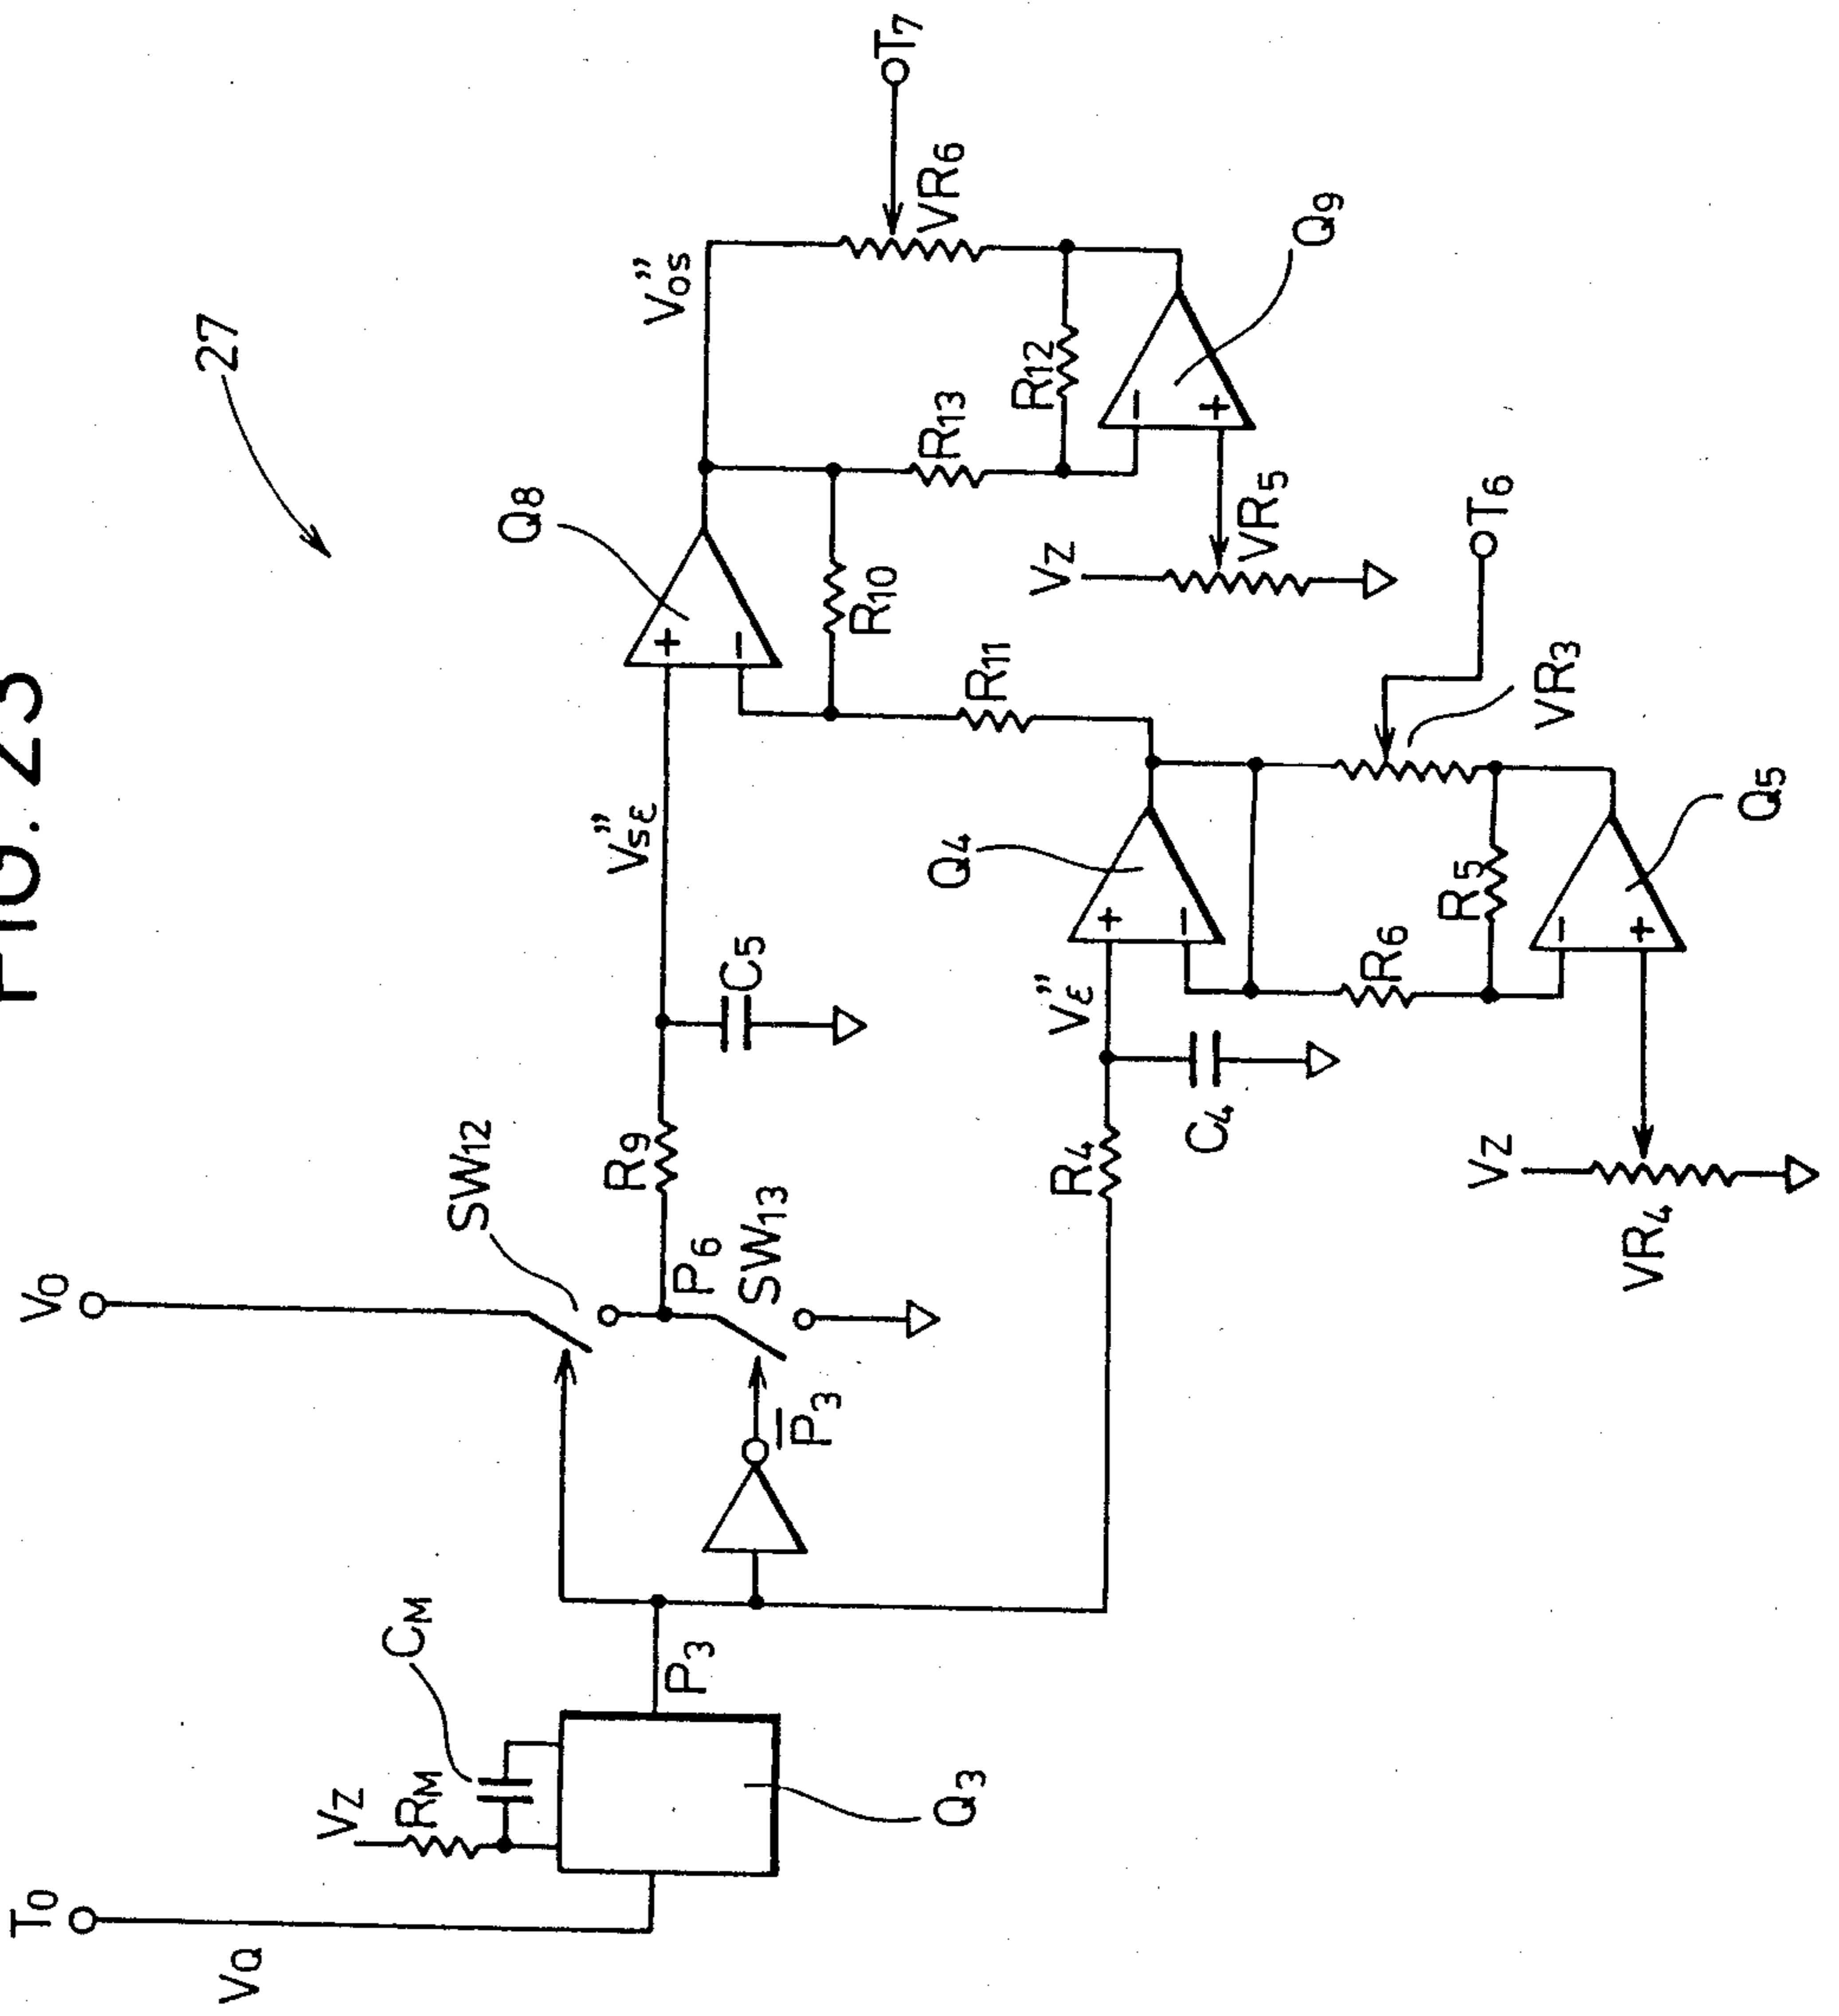 FIG. 23
27
T0
VQ
VZ
RM
CM
Q3
P3
P̅3
V0
SW12
SW13
P6
R9
C5
V"sε
Q8
+
−
R10
R11
V"os
R13
R12
VR6
T7
Q9
−
+
VZ
VR5
R4
C4
V"ε
Q4
+
−
R6
R5
VR3
T6
Q5
−
+
VZ
VR4